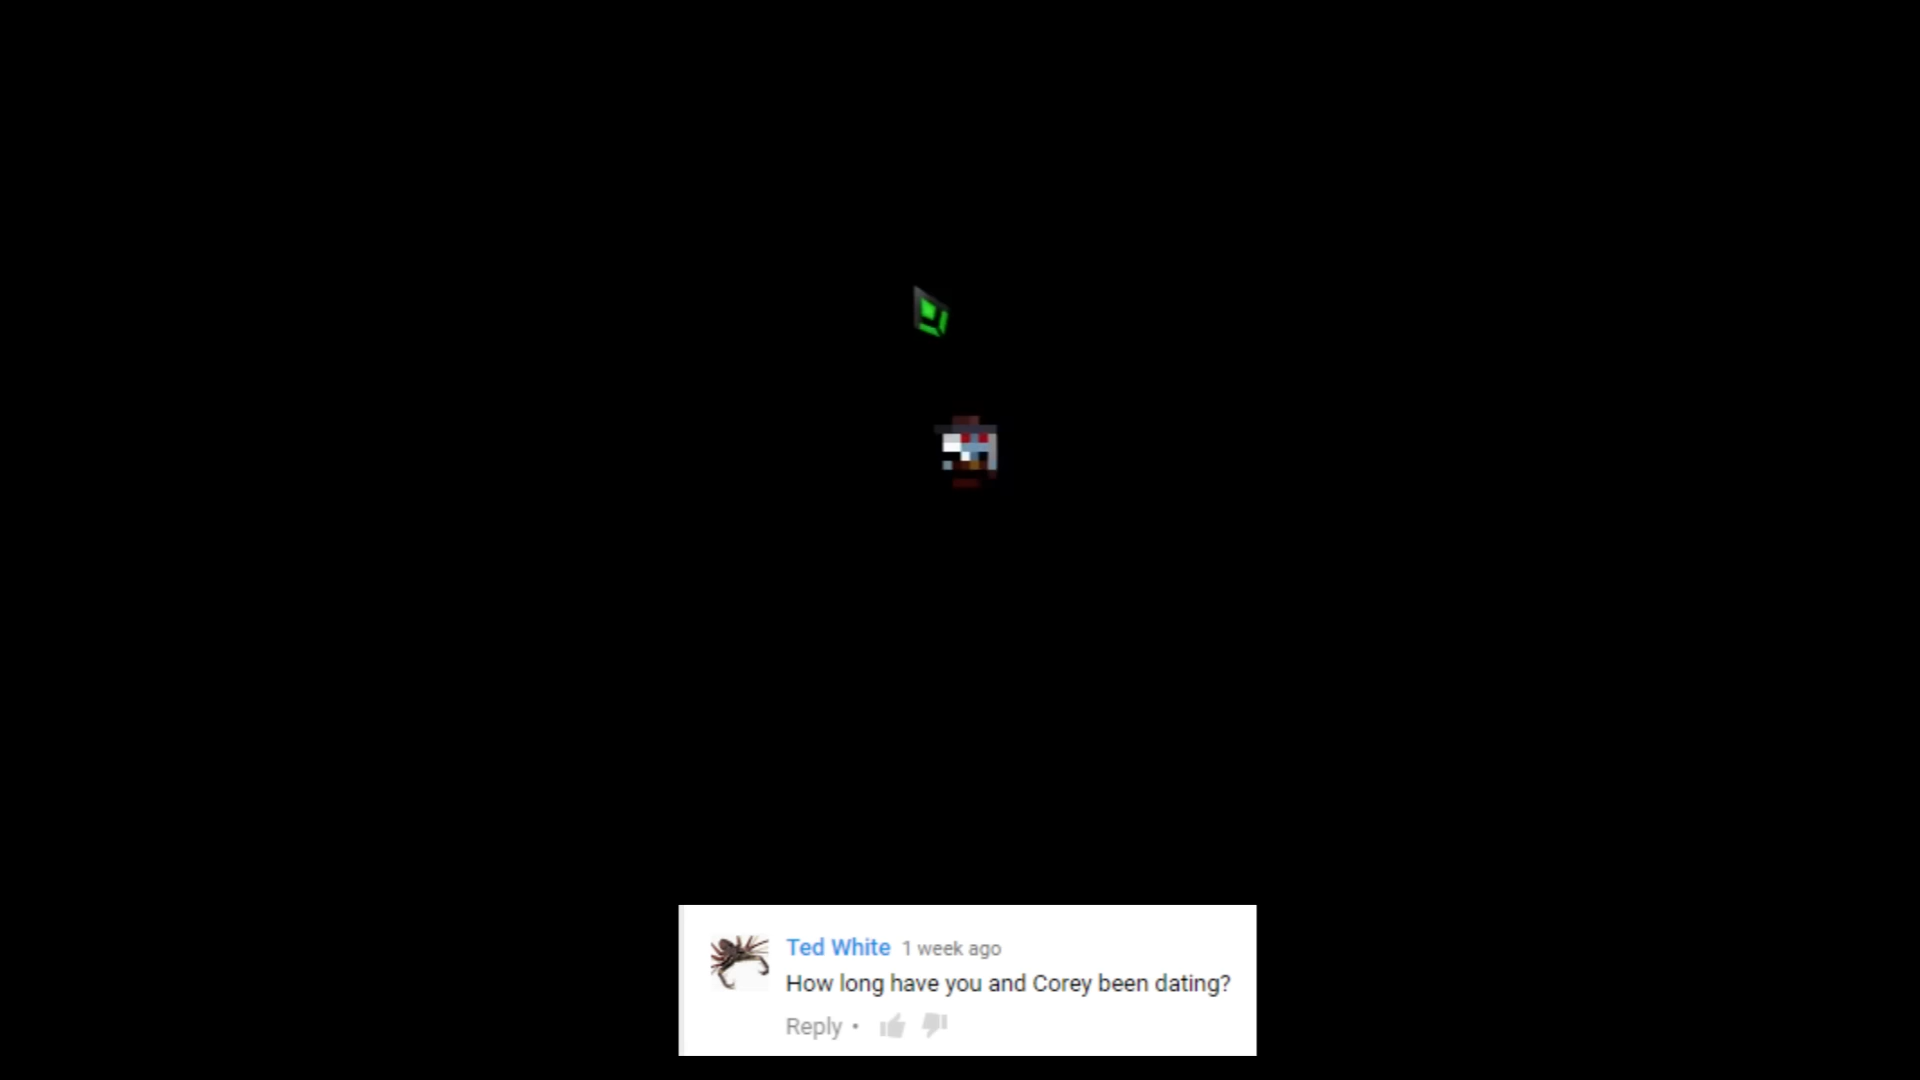 Ted White 1 week ago
How long have you and Corey been dating?
Reply •